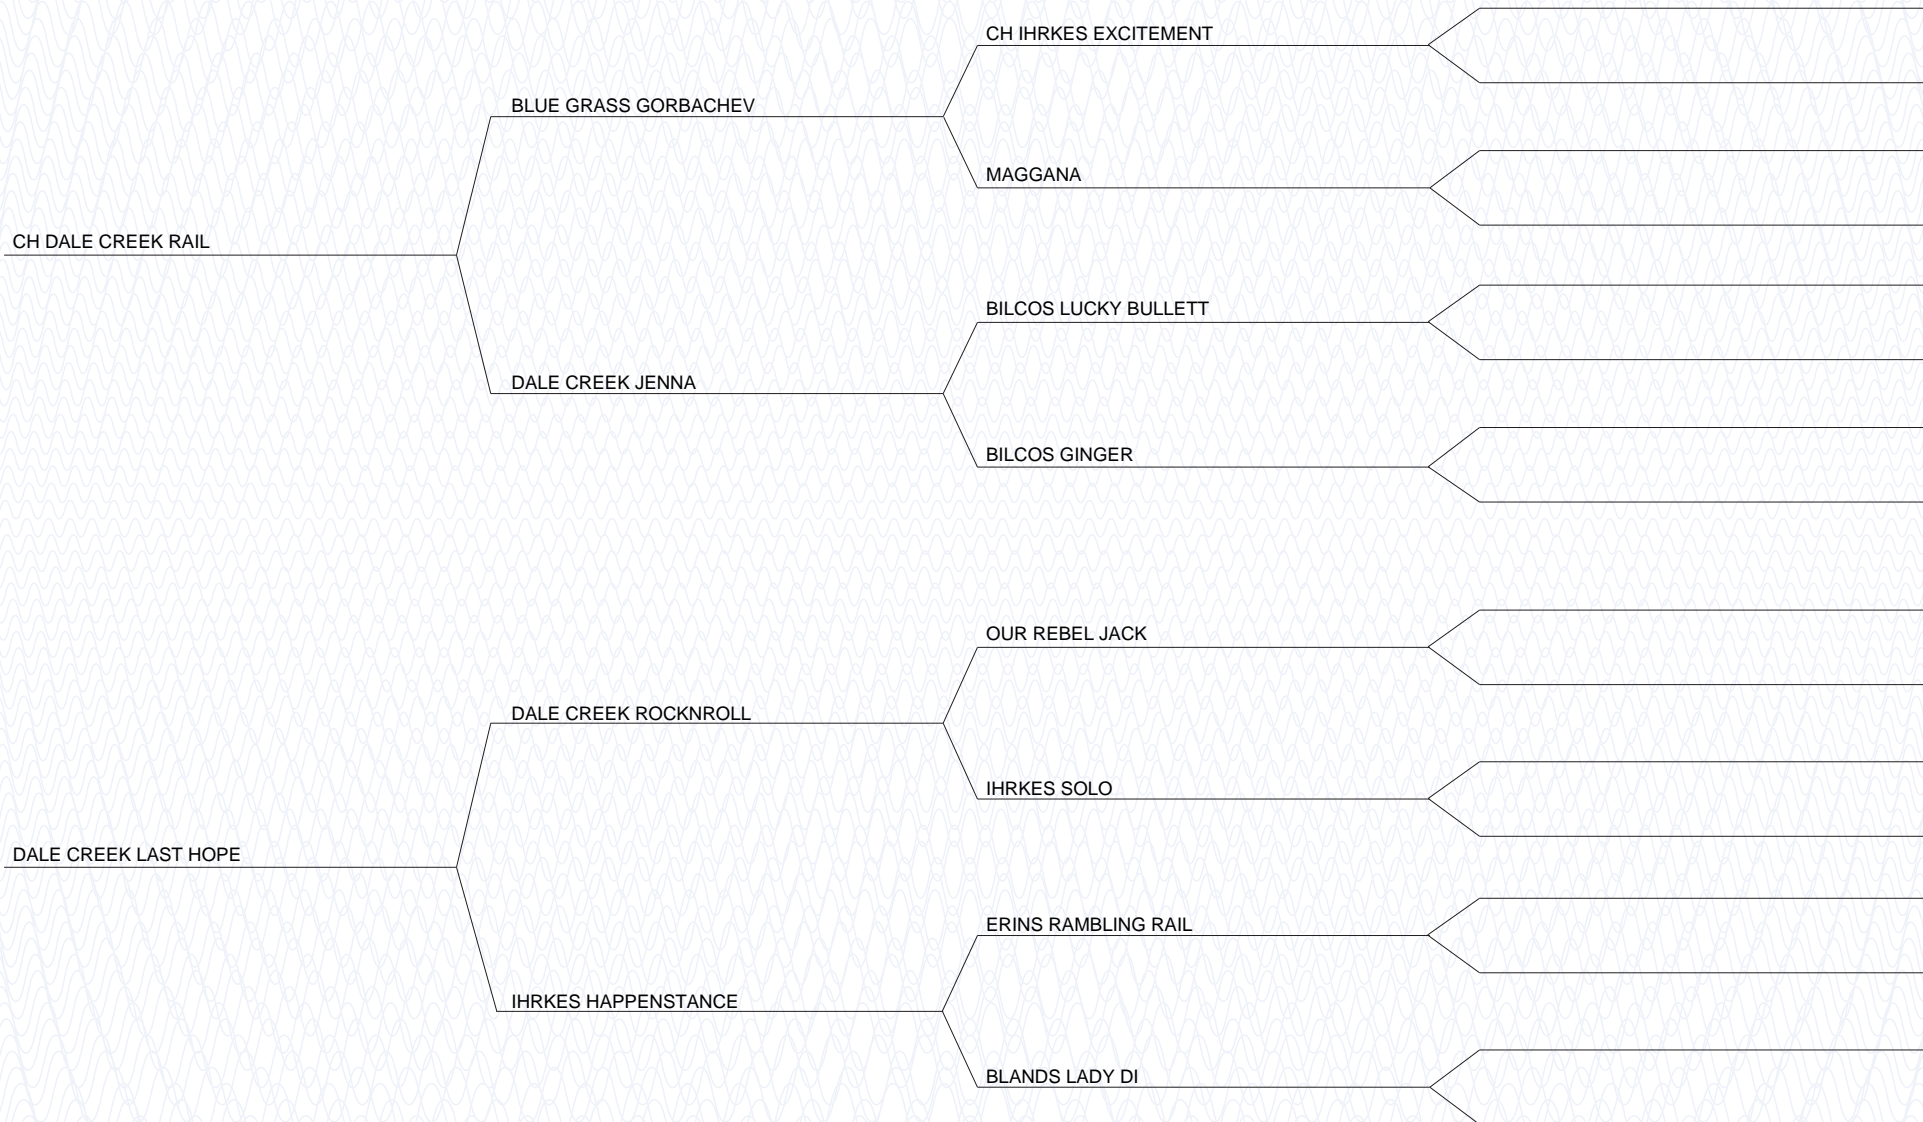 CH IHRKES EXCITEMENT
BLUE GRASS GORBACHEV
MAGGANA
CH DALE CREEK RAIL
BILCOS LUCKY BULLETT
DALE CREEK JENNA
BILCOS GINGER
OUR REBEL JACK
DALE CREEK ROCKNROLL
IHRKES SOLO
DALE CREEK LAST HOPE
ERINS RAMBLING RAIL
IHRKES HAPPENSTANCE
BLANDS LADY DI